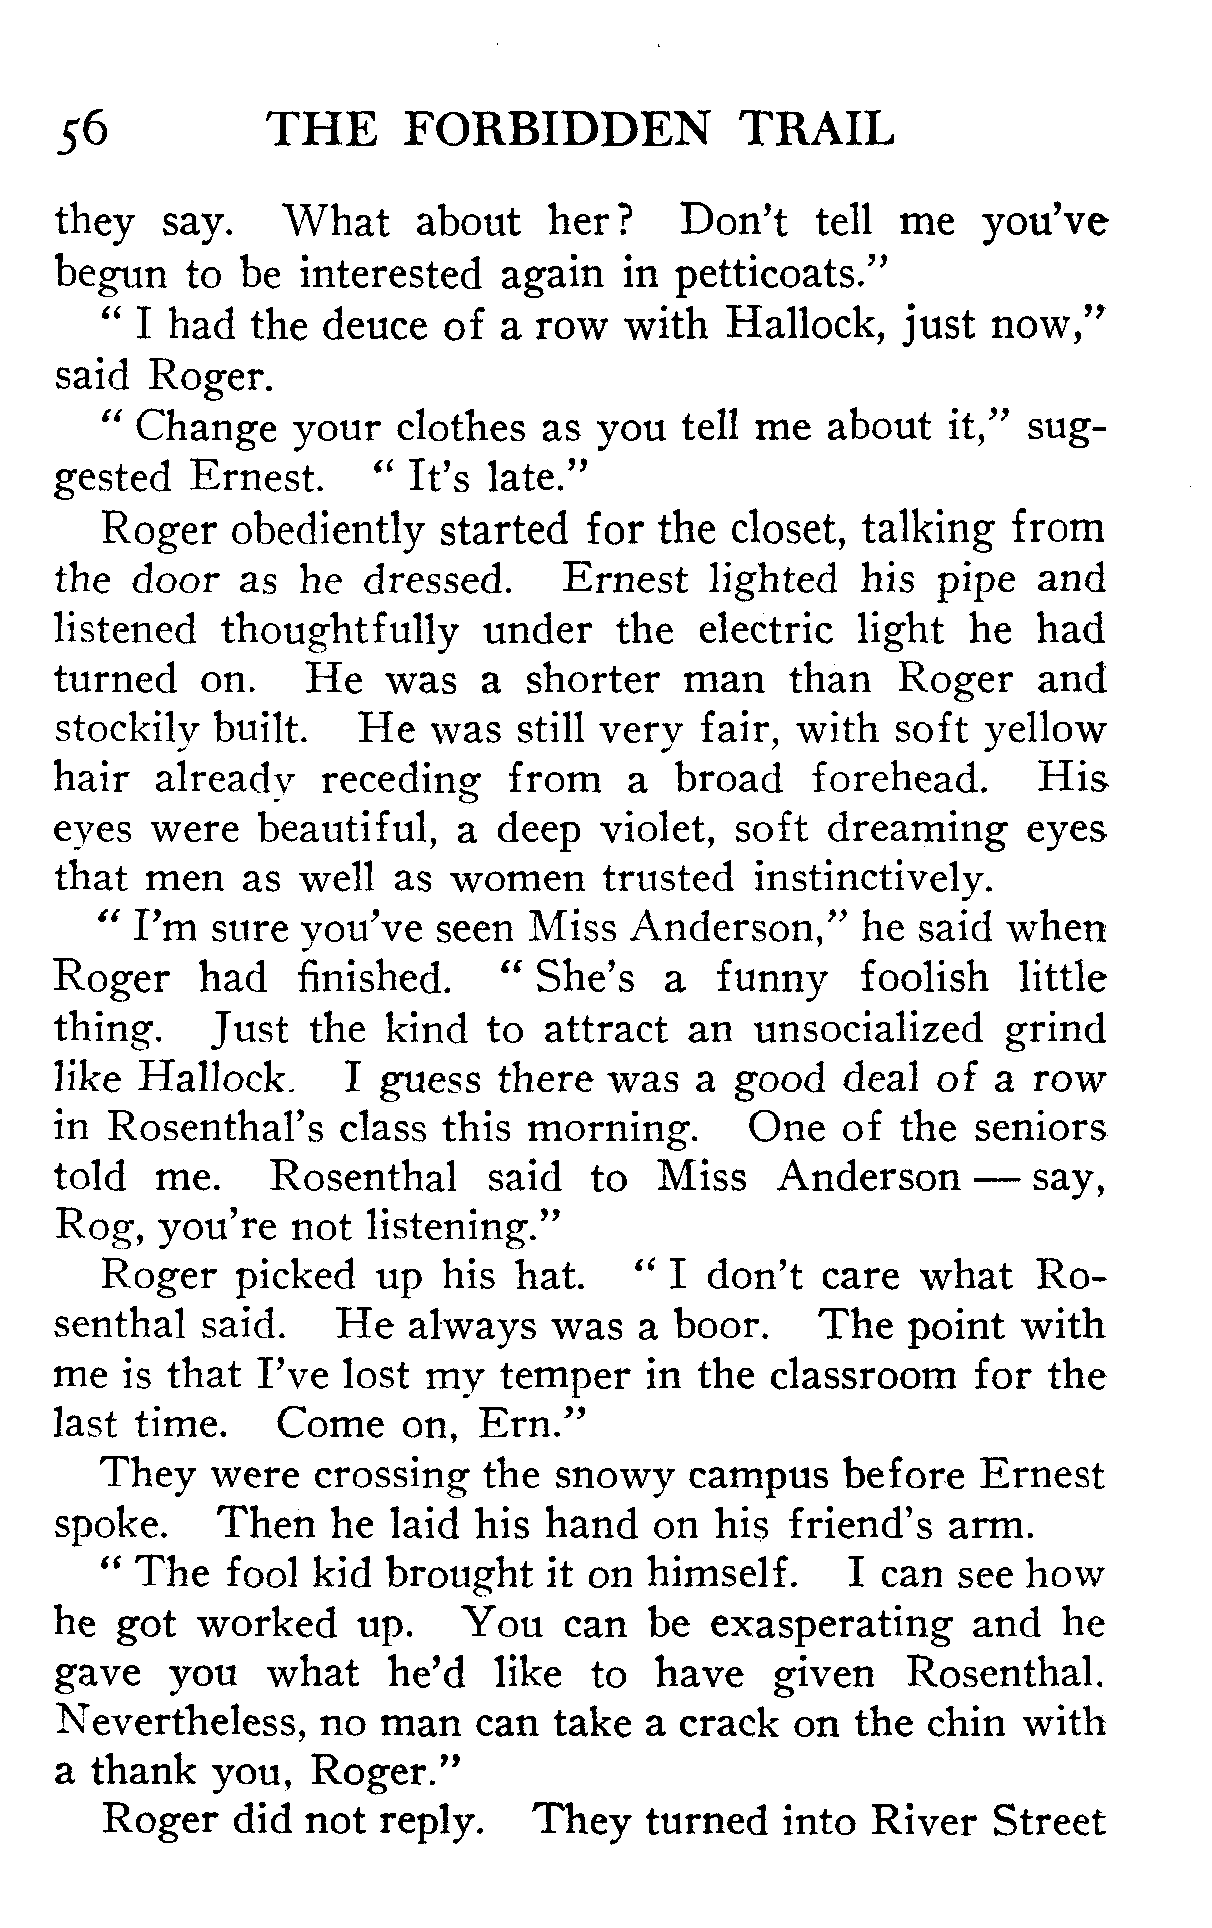 56 THE FORBIDDEN TRAIL
they say. What about her? Don't tell me you've
begun to be interested again in petticoats."
" I had the deuce of a row with Hallock, just now,"
said Roger.
" Change your clothes as you tell me about it," sug-
gested Ernest. " It's late."
Roger obediently started for the closet, talking from
the door as he dressed. Ernest lighted his pipe and
listened thoughtfully under the electric light he had
turned on. He was a shorter man than Roger and
stockily built. He was still very fair, with soft yellow
hair already receding from a broad forehead. His
eyes were beautiful, a deep violet, soft dreaming eyes
that men as well as women trusted instinctively.
" I'm sure you've seen Miss Anderson," he said when
Roger had finished. " She's a funny foolish little
thing. Just the kind to attract an unsocialized grind
like Hallock. I guess there was a good deal of a row
in Rosenthal's class this morning. One of the seniors
told me. Rosenthal said to Miss Anderson — say,
Rog, you're not listening."
Roger picked up his hat. " I don't care what Ro-
senthal said. He always was a boor. The point with
me is that I've lost my temper in the classroom for the
last time. Come on, Ern."
They were crossing the snowy campus before Ernest
spoke. Then he laid his hand on his friend's arm.
" The fool kid brought it on himself. I can see how
he got worked up. You can be exasperating and he
gave you what he'd like to have given Rosenthal.
Nevertheless, no man can take a crack on the chin with
a thank you, Roger."
Roger did not reply. They turned into River Street